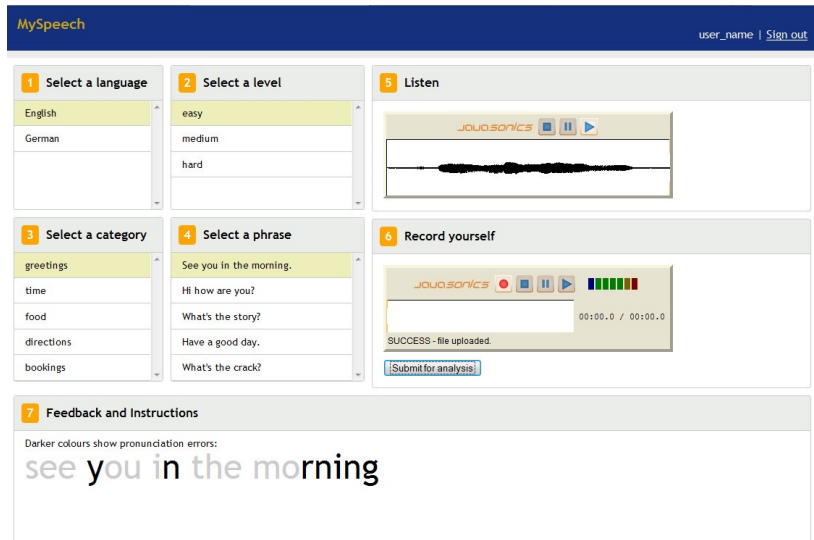 MySpeech
user_name | Sign out
1 Select a language
English
German
2 Select a level
easy
medium
hard
5 Listen
javasonics
3 Select a category
greetings
time
food
directions
bookings
4 Select a phrase
See you in the morning.
Hi how are you?
What's the story?
Have a good day.
What's the crack?
6 Record yourself
javasonics
00:00.0 / 00:00.0
SUCCESS - file uploaded.
Submit for analysis
7 Feedback and Instructions
Darker colours show pronunciation errors:
see you in the morning